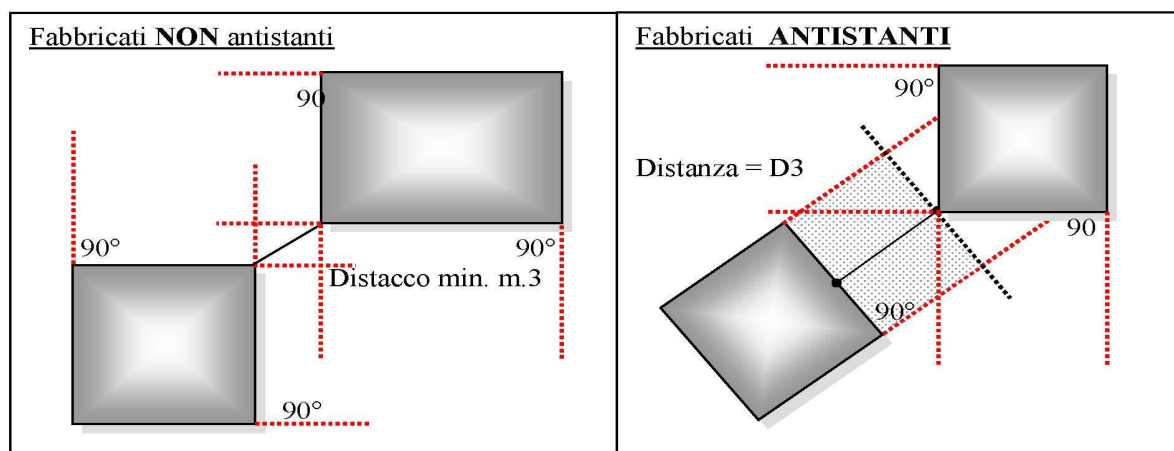 Fabbricati NON antistanti
90
90°
90°
Distacco min. m.3
90°
Fabbricati ANTISTANTI
90°
Distanza = D3
90
90°